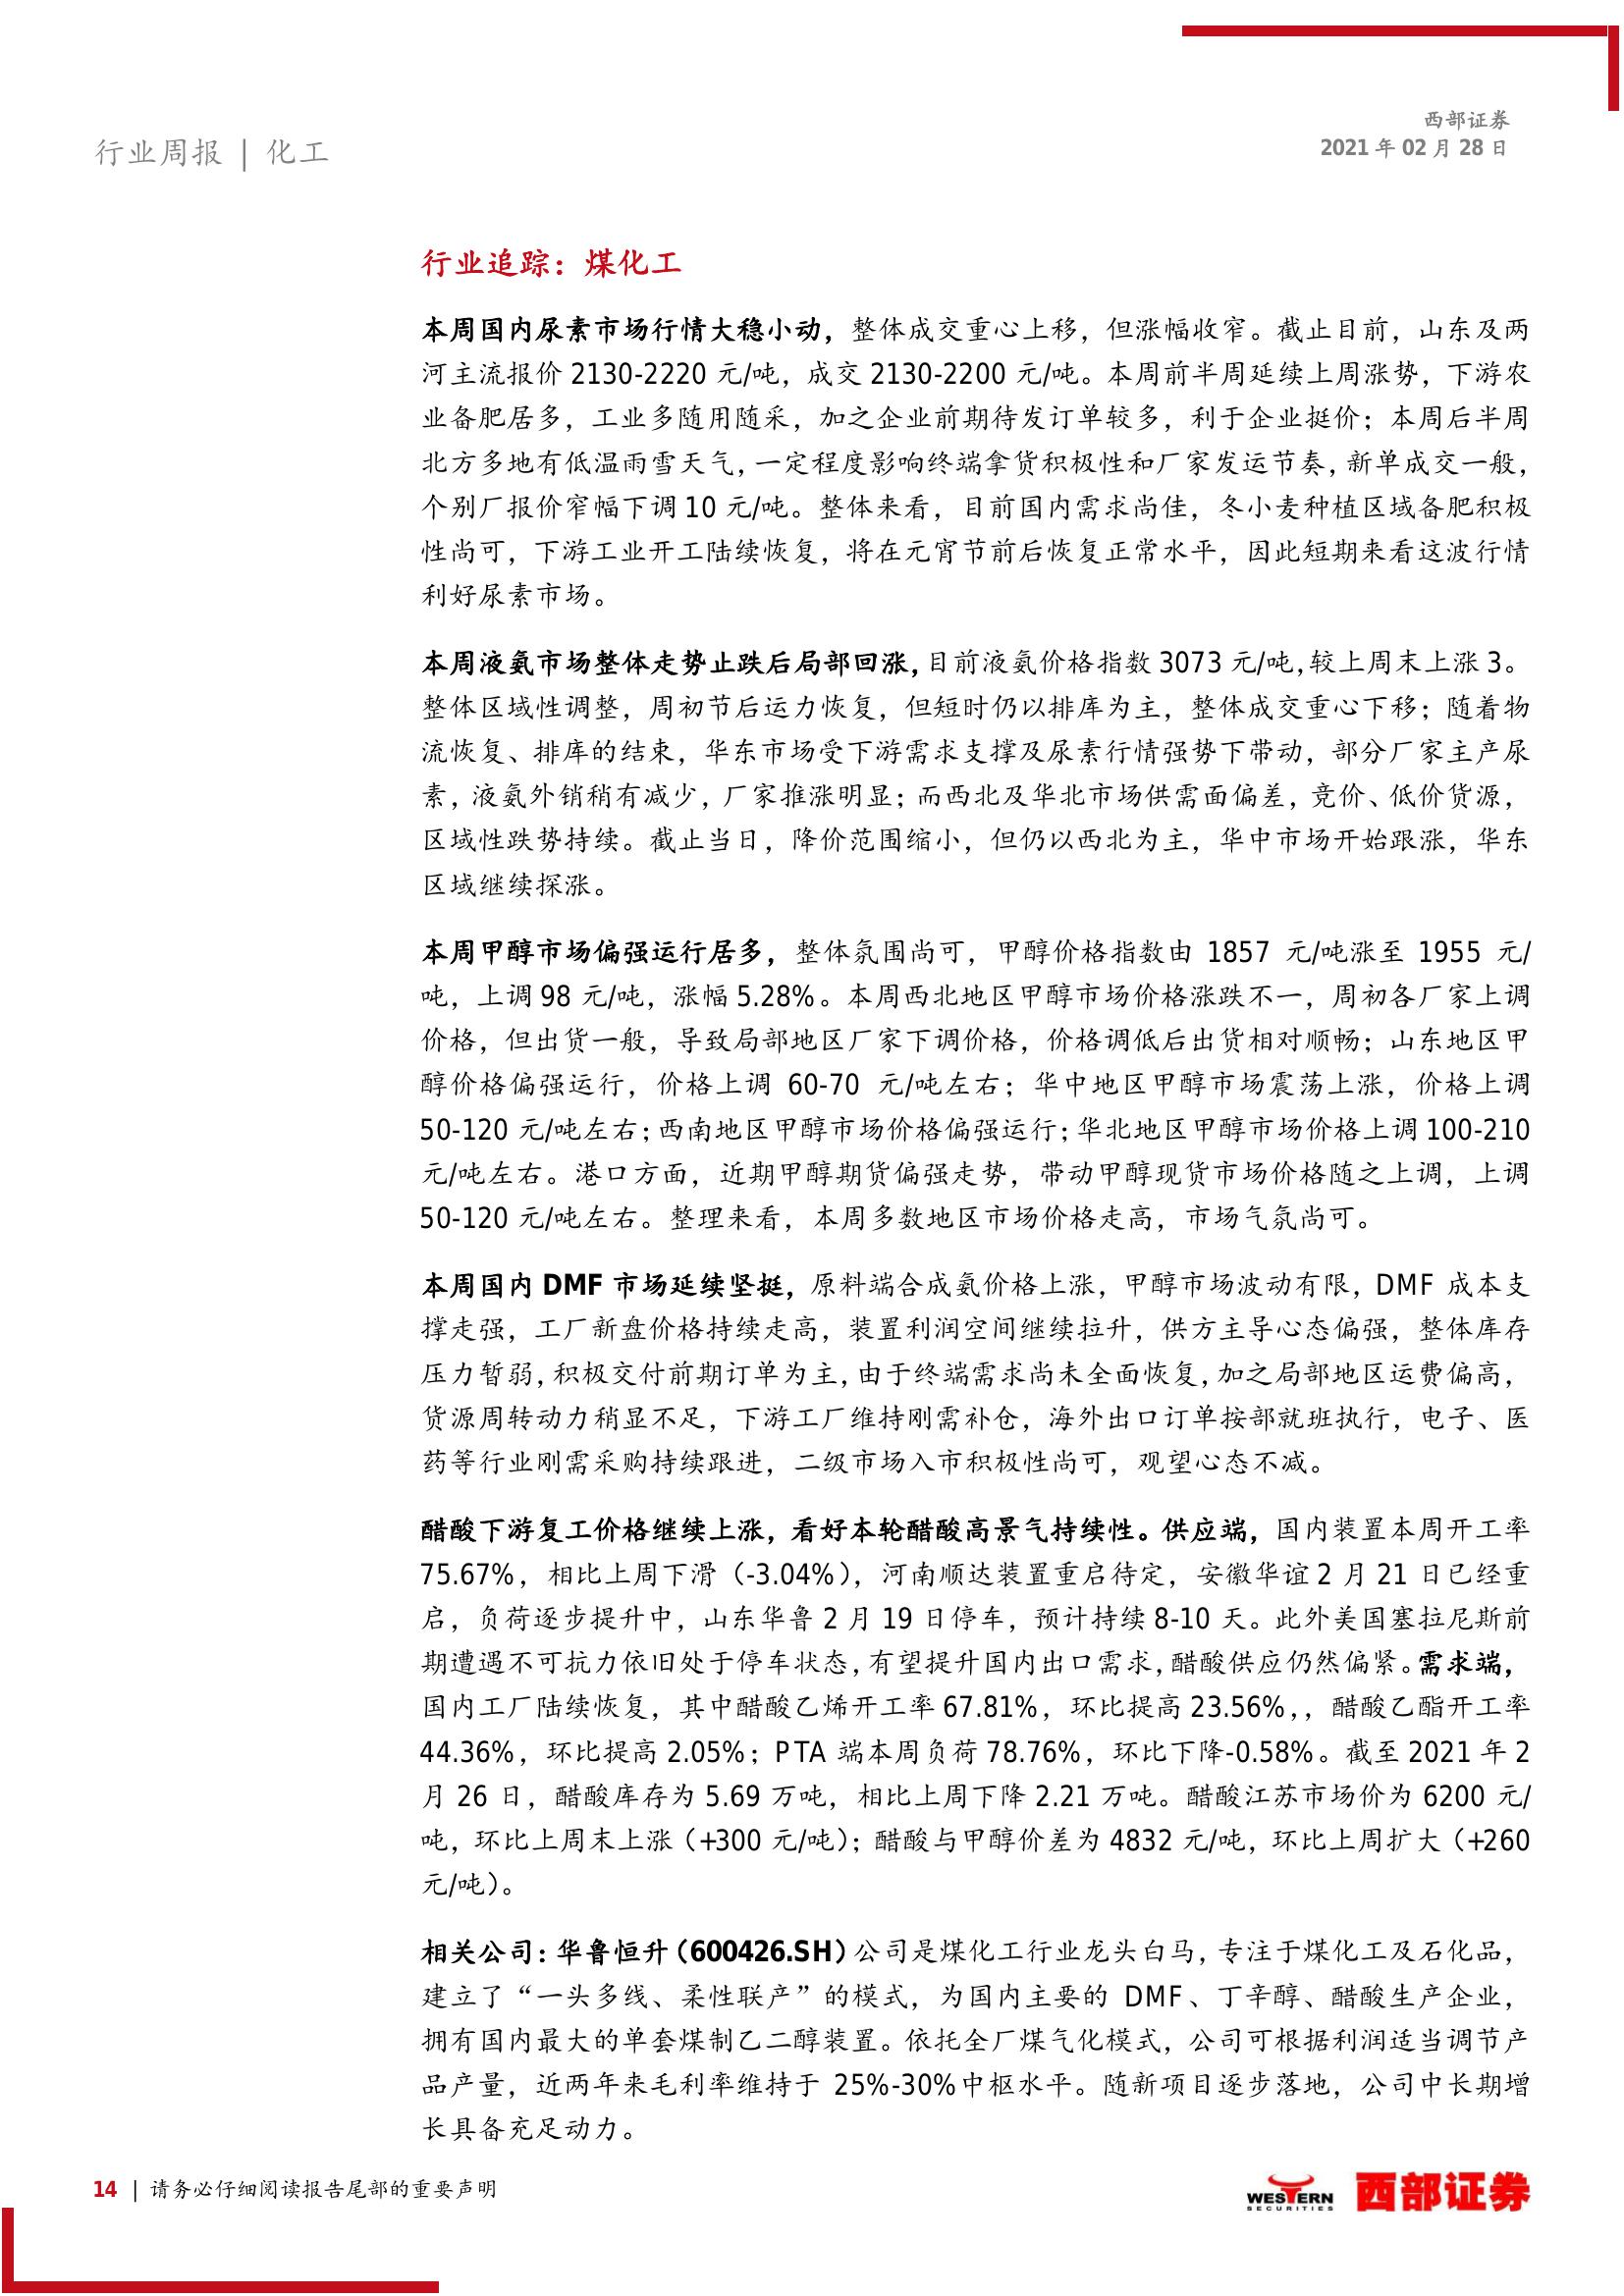 西部证券
行业周报 | 化工
2021 年 02 月 28 日
行业追踪：煤化工
本周国内尿素市场行情大稳小动，整体成交重心上移，但涨幅收窄。截止目前，山东及两
河主流报价 2130-2220 元/吨，成交 2130-2200 元/吨。本周前半周延续上周涨势，下游农
业备肥居多，工业多随用随采，加之企业前期待发订单较多，利于企业挺价；本周后半周
北方多地有低温雨雪天气，一定程度影响终端拿货积极性和厂家发运节奏，新单成交一般，
个别厂报价窄幅下调 10 元/吨。整体来看，目前国内需求尚佳，冬小麦种植区域备肥积极
性尚可，下游工业开工陆续恢复，将在元宵节前后恢复正常水平，因此短期来看这波行情
利好尿素市场。
本周液氨市场整体走势止跌后局部回涨，目前液氨价格指数 3073 元/吨，较上周末上涨 3。
整体区域性调整，周初节后运力恢复，但短时仍以排库为主，整体成交重心下移；随着物
流恢复、排库的结束，华东市场受下游需求支撑及尿素行情强势下带动，部分厂家主产尿
素，液氨外销稍有减少，厂家推涨明显；而西北及华北市场供需面偏差，竞价、低价货源，
区域性跌势持续。截止当日，降价范围缩小，但仍以西北为主，华中市场开始跟涨，华东
区域继续探涨。
本周甲醇市场偏强运行居多，整体氛围尚可，甲醇价格指数由 1857 元/吨涨至 1955 元/
吨，上调 98 元/吨，涨幅 5.28%。本周西北地区甲醇市场价格涨跌不一，周初各厂家上调
价格，但出货一般，导致局部地区厂家下调价格，价格调低后出货相对顺畅；山东地区甲
醇价格偏强运行，价格上调 60-70 元/吨左右；华中地区甲醇市场震荡上涨，价格上调
50-120 元/吨左右；西南地区甲醇市场价格偏强运行；华北地区甲醇市场价格上调 100-210
元/吨左右。港口方面，近期甲醇期货偏强走势，带动甲醇现货市场价格随之上调，上调
50-120 元/吨左右。整理来看，本周多数地区市场价格走高，市场气氛尚可。
本周国内 DMF 市场延续坚挺，原料端合成氨价格上涨，甲醇市场波动有限，DMF 成本支
撑走强，工厂新盘价格持续走高，装置利润空间继续拉升，供方主导心态偏强，整体库存
压力暂弱，积极交付前期订单为主，由于终端需求尚未全面恢复，加之局部地区运费偏高，
货源周转动力稍显不足，下游工厂维持刚需补仓，海外出口订单按部就班执行，电子、医
药等行业刚需采购持续跟进，二级市场入市积极性尚可，观望心态不减。
醋酸下游复工价格继续上涨，看好本轮醋酸高景气持续性。供应端，国内装置本周开工率
75.67%，相比上周下滑（-3.04%），河南顺达装置重启待定，安徽华谊 2 月 21 日已经重
启，负荷逐步提升中，山东华鲁 2 月 19 日停车，预计持续 8-10 天。此外美国塞拉尼斯前
期遭遇不可抗力依旧处于停车状态，有望提升国内出口需求，醋酸供应仍然偏紧。需求端，
国内工厂陆续恢复，其中醋酸乙烯开工率 67.81%，环比提高 23.56%，，醋酸乙酯开工率
44.36%，环比提高 2.05%；PTA 端本周负荷 78.76%，环比下降-0.58%。截至 2021 年 2
月 26 日，醋酸库存为 5.69 万吨，相比上周下降 2.21 万吨。醋酸江苏市场价为 6200 元/
吨，环比上周末上涨（+300 元/吨）；醋酸与甲醇价差为 4832 元/吨，环比上周扩大（+260
元/吨）。
相关公司：华鲁恒升（600426.SH）公司是煤化工行业龙头白马，专注于煤化工及石化品，
建立了“一头多线、柔性联产”的模式，为国内主要的 DMF、丁辛醇、醋酸生产企业，
拥有国内最大的单套煤制乙二醇装置。依托全厂煤气化模式，公司可根据利润适当调节产
品产量，近两年来毛利率维持于 25%-30%中枢水平。随新项目逐步落地，公司中长期增
长具备充足动力。
14 | 请务必仔细阅读报告尾部的重要声明
WESTERN
SECURITIES
西部证券